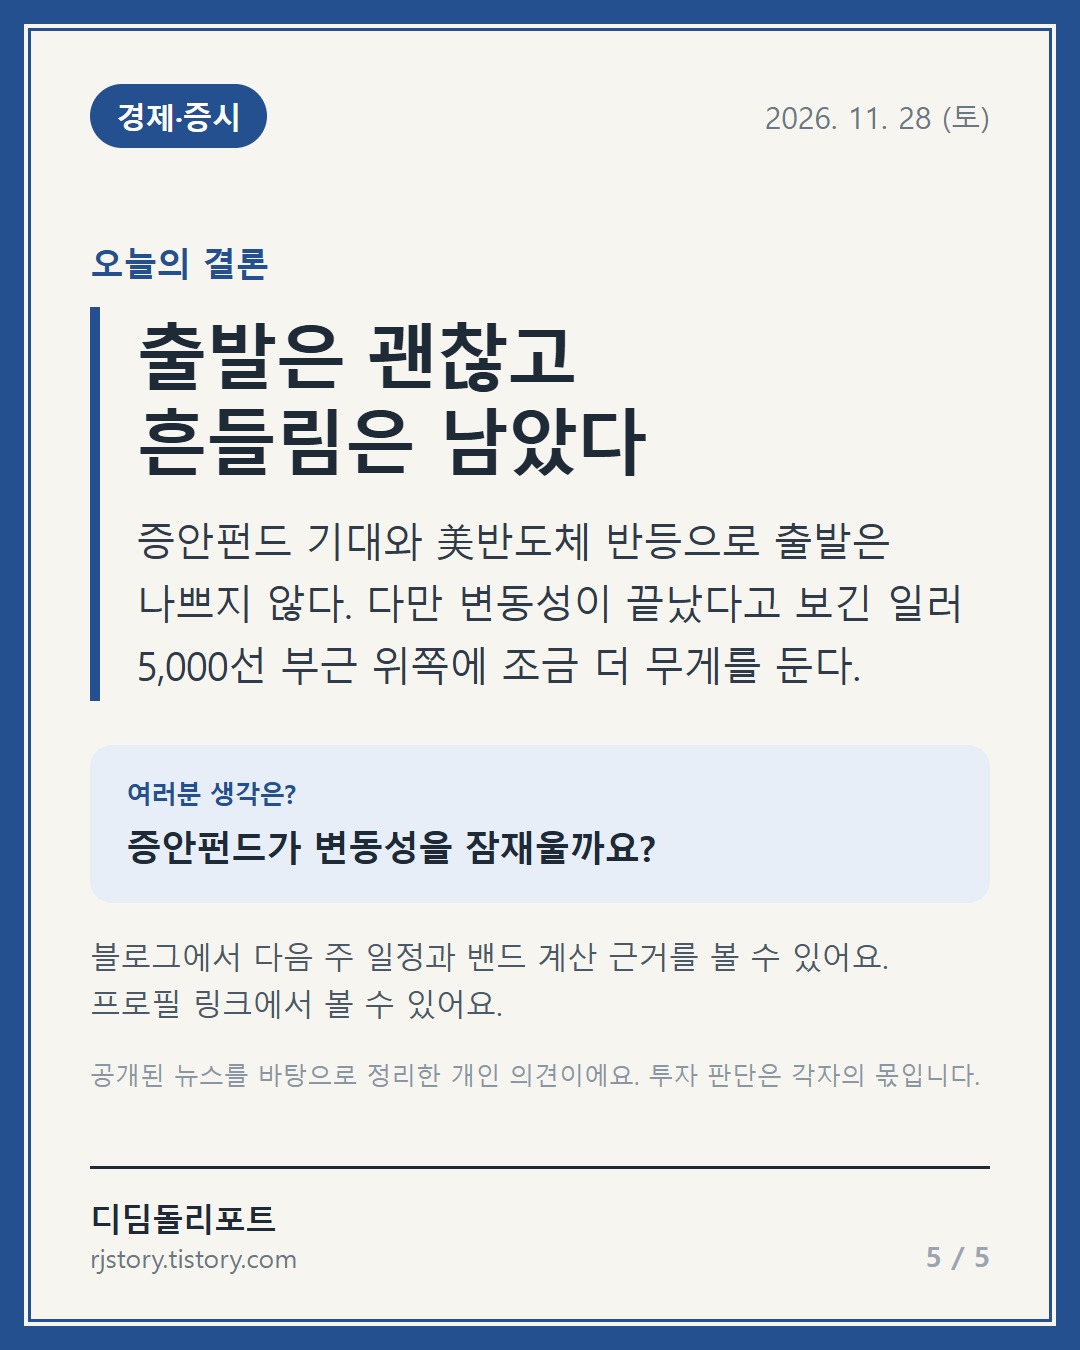 경제·증시
2026. 11. 28 (토)
오늘의 결론
출발은 괜찮고
흔들림은 남았다
증안펀드 기대와 美반도체 반등으로 출발은
나쁘지 않다. 다만 변동성이 끝났다고 보긴 일러
5,000선 부근 위쪽에 조금 더 무게를 둔다.
여러분 생각은?
증안펀드가 변동성을 잠재울까요?
블로그에서 다음 주 일정과 밴드 계산 근거를 볼 수 있어요.
프로필 링크에서 볼 수 있어요.
공개된 뉴스를 바탕으로 정리한 개인 의견이에요. 투자 판단은 각자의 몫입니다.
디딤돌리포트
rjstory.tistory.com
5 / 5